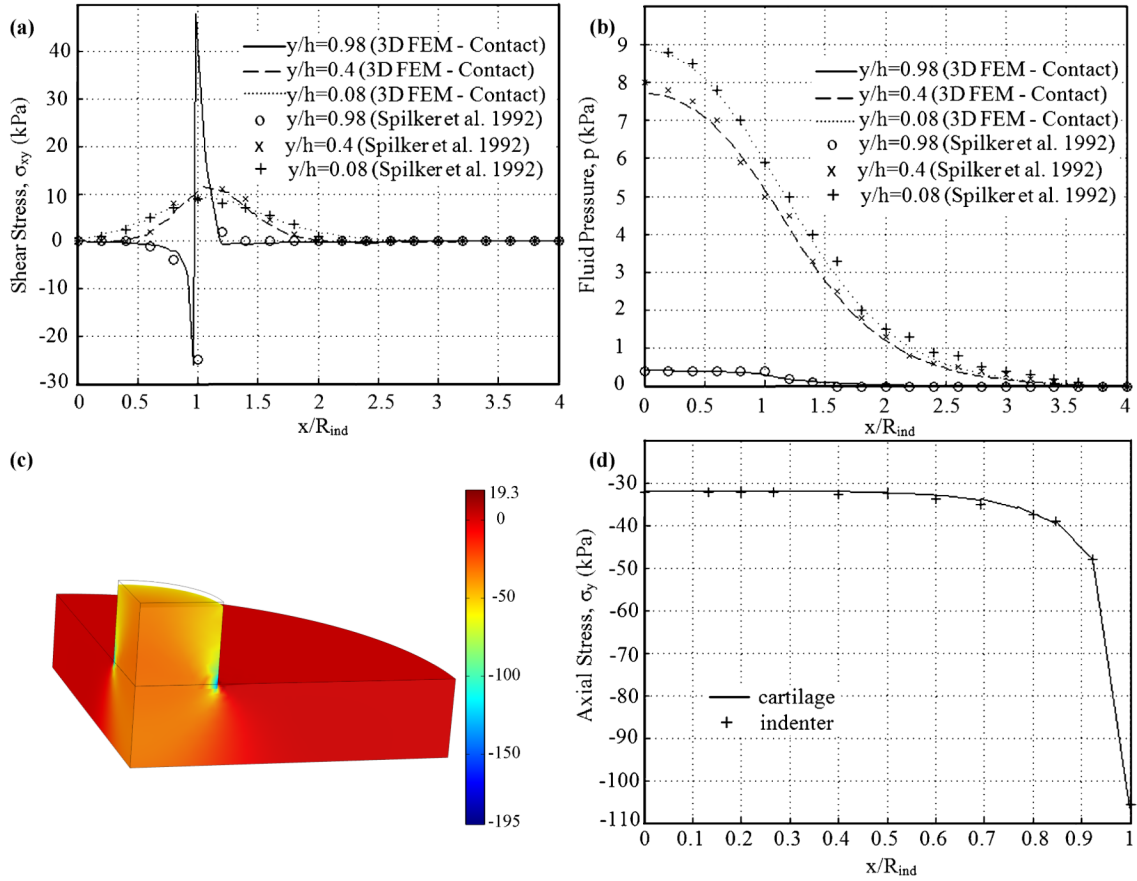 (a)
40
30
20
10
0
-10
-20
-30
Shear Stress, σxy (kPa)
y/h=0.98 (3D FEM - Contact)
y/h=0.4 (3D FEM - Contact)
y/h=0.08 (3D FEM - Contact)
y/h=0.98 (Spilker et al. 1992)
y/h=0.4 (Spilker et al. 1992)
y/h=0.08 (Spilker et al. 1992)
0 0.5 1 1.5 2 2.5 3 3.5 4
x/Rind
(b)
9
8
7
6
5
4
3
2
1
0
Fluid Pressure, p (kPa)
y/h=0.98 (3D FEM - Contact)
y/h=0.4 (3D FEM - Contact)
y/h=0.08 (3D FEM - Contact)
y/h=0.98 (Spilker et al. 1992)
y/h=0.4 (Spilker et al. 1992)
y/h=0.08 (Spilker et al. 1992)
0 0.5 1 1.5 2 2.5 3 3.5 4
x/Rind
(c)
19.3
0
-50
-100
-150
-195
(d)
-30
-40
-50
-60
-70
-80
-90
-100
-110
Axial Stress, σy (kPa)
cartilage
indenter
0 0.1 0.2 0.3 0.4 0.5 0.6 0.7 0.8 0.9 1
x/Rind